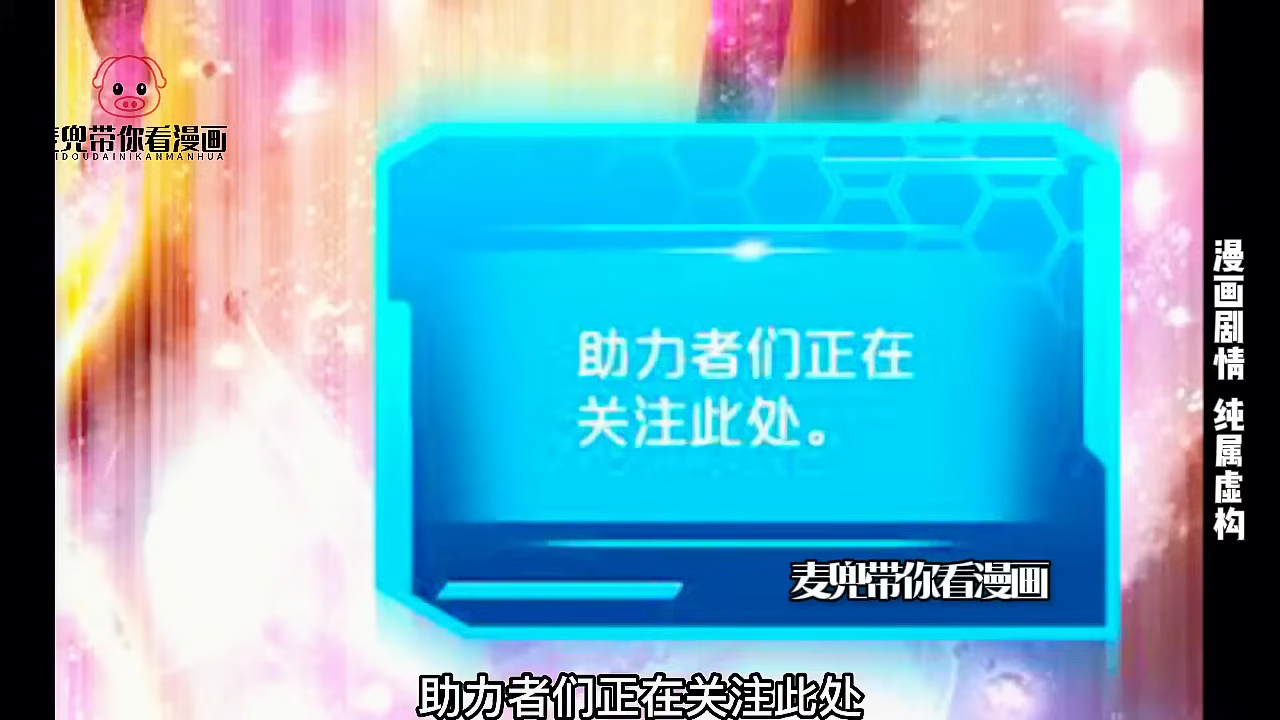 麦兜带你看漫画
IDOUDAINIKANMANHUA
助力者们正在
关注此处。
麦兜带你看漫画
助力者们正在关注此处
漫画剧情 纯属虚构